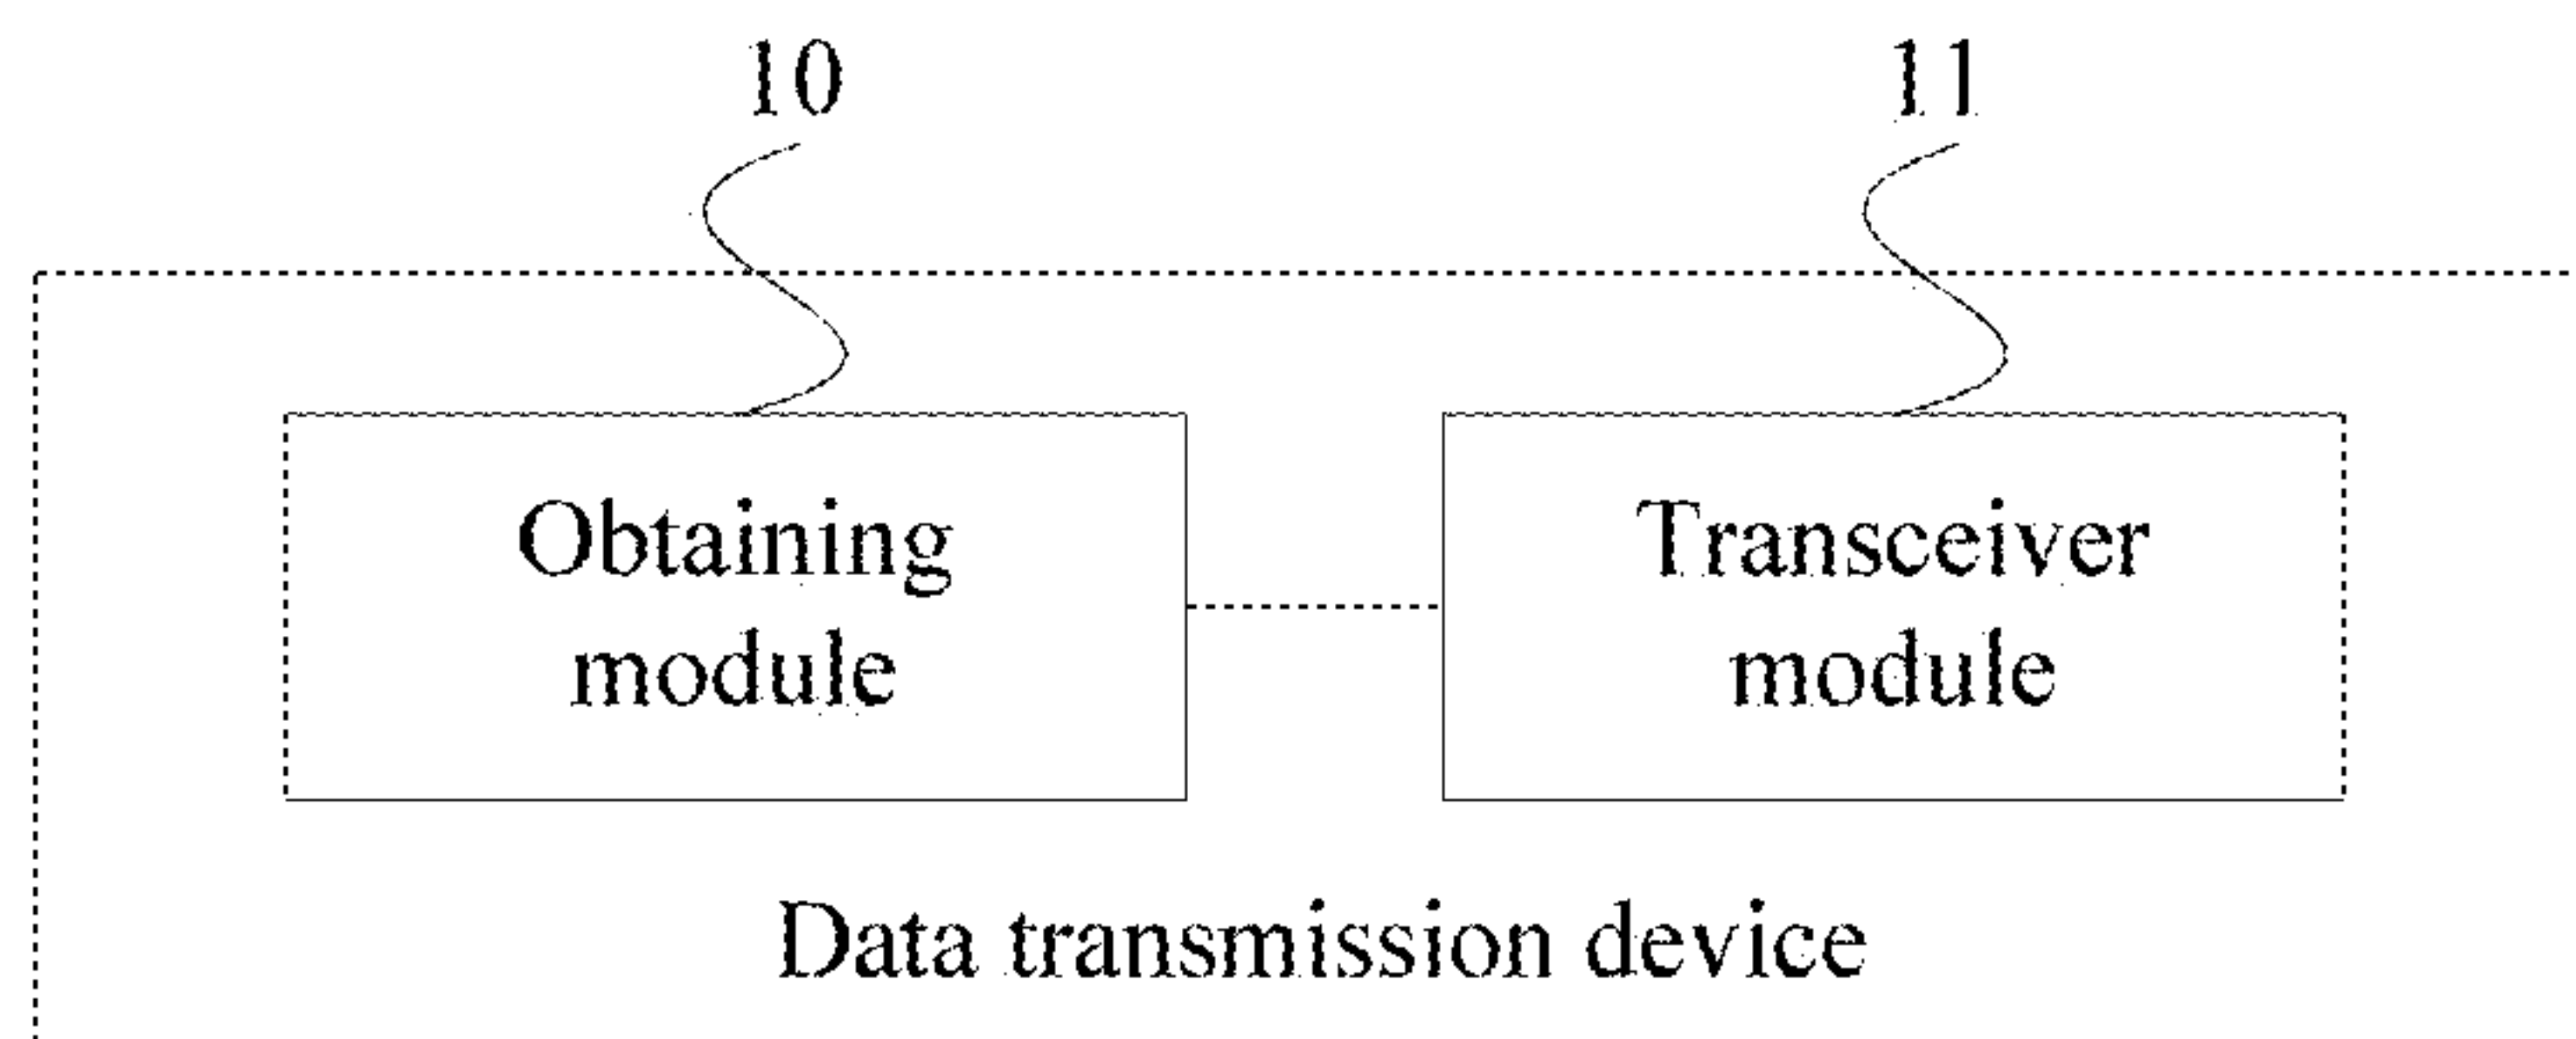 10
11
Obtaining
module
Transceiver
module
Data transmission device